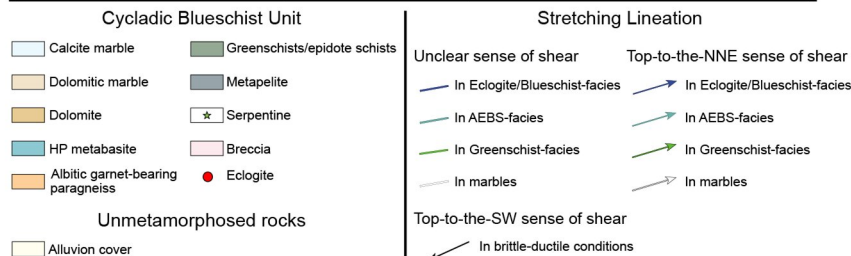 Cycladic Blueschist Unit
Calcite marble
Dolomitic marble
Dolomite
HP metabasite
Albitic garnet-bearing
paragneiss
Greenschists/epidote schists
Metapelite
Serpentine
Breccia
Eclogite
Unmetamorphosed rocks
Alluvion cover
Stretching Lineation
Unclear sense of shear
In Eclogite/Blueschist-facies
In AEBS-facies
In Greenschist-facies
In marbles
Top-to-the-NNE sense of shear
In Eclogite/Blueschist-facies
In AEBS-facies
In Greenschist-facies
In marbles
Top-to-the-SW sense of shear
In brittle-ductile conditions